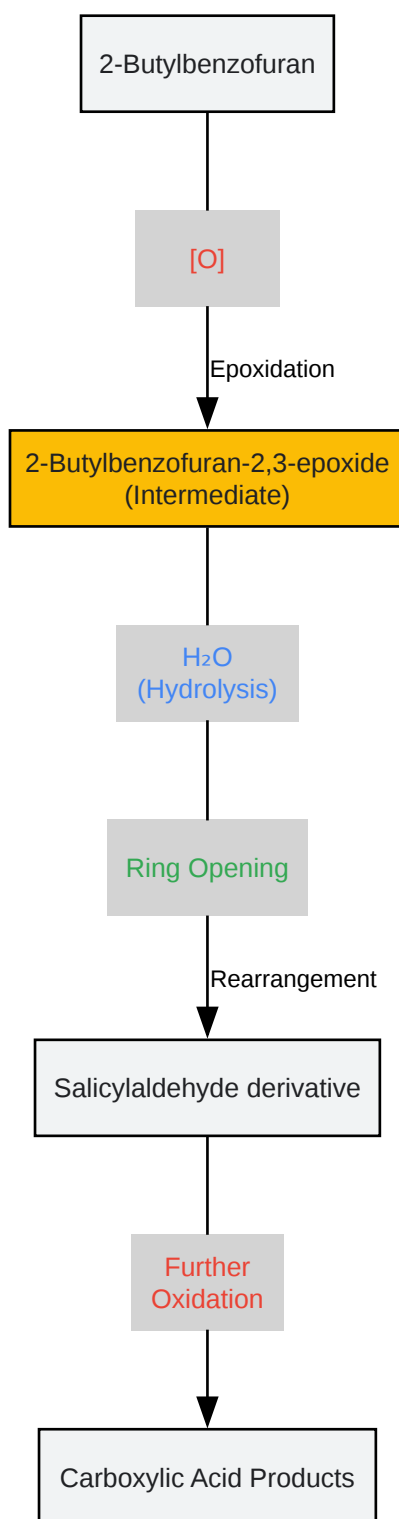 2-Butylbenzofuran
[O]
Epoxidation
2-Butylbenzofuran-2,3-epoxide
(Intermediate)
H₂O
(Hydrolysis)
Ring Opening
Rearrangement
Salicylaldehyde derivative
Further
Oxidation
Carboxylic Acid Products